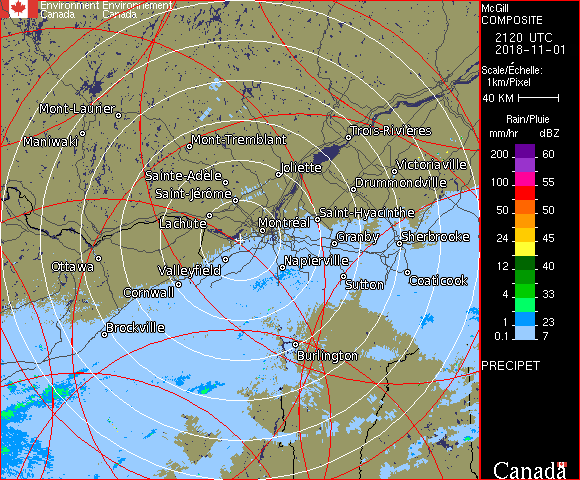 Environment Environnement
Canada Canada
McGill
COMPOSITE
2120 UTC
2018-11-01
Scale/Échelle:
1km/Pixel
40 KM
Rain/Pluie
mm/hr dBZ
200 60
100 55
50 50
24 45
12 40
4 33
1 23
0.1 7
PRECIPET
Canada
Mont-Laurier
Maniwaki
Mont-Tremblant
Trois-Rivières
Sainte-Adèle
Joliette
Victoriaville
Saint-Jérôme
Drummondville
Lachute
Montréal
Saint-Hyacinthe
Granby
Sherbrooke
Ottawa
Valleyfield
Napierville
Cornwall
Sutton
Coaticook
Brockville
Burlington